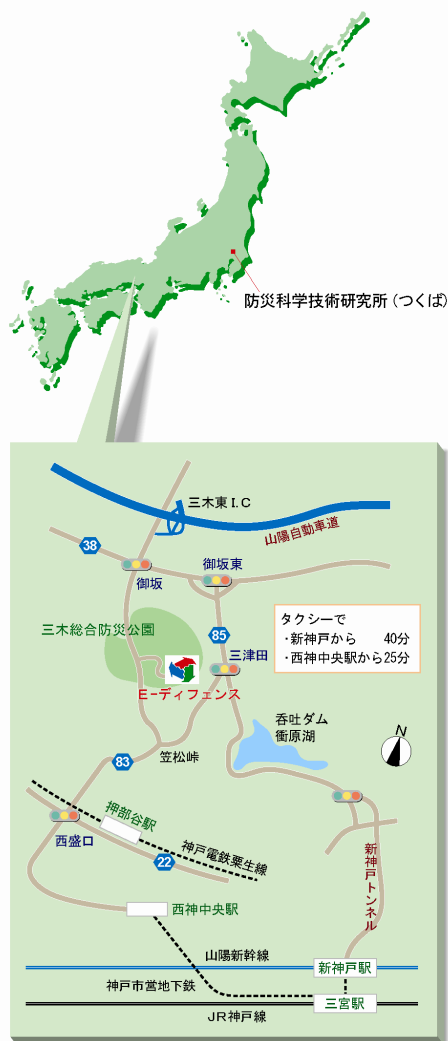 防災科学技術研究所(つくば)
三木東I.C
山陽自動車道
38
御坂
御坂東
三木総合防災公園
85
三津田
E-ディフェンス
タクシーで
・新神戸から 40分
・西神中央駅から25分
呑吐ダム
衝原湖
N
笠松峠
83
押部谷駅
西盛口
神戸電鉄粟生線
22
新神戸トンネル
西神中央駅
山陽新幹線
新神戸駅
神戸市営地下鉄
三宮駅
JR神戸線